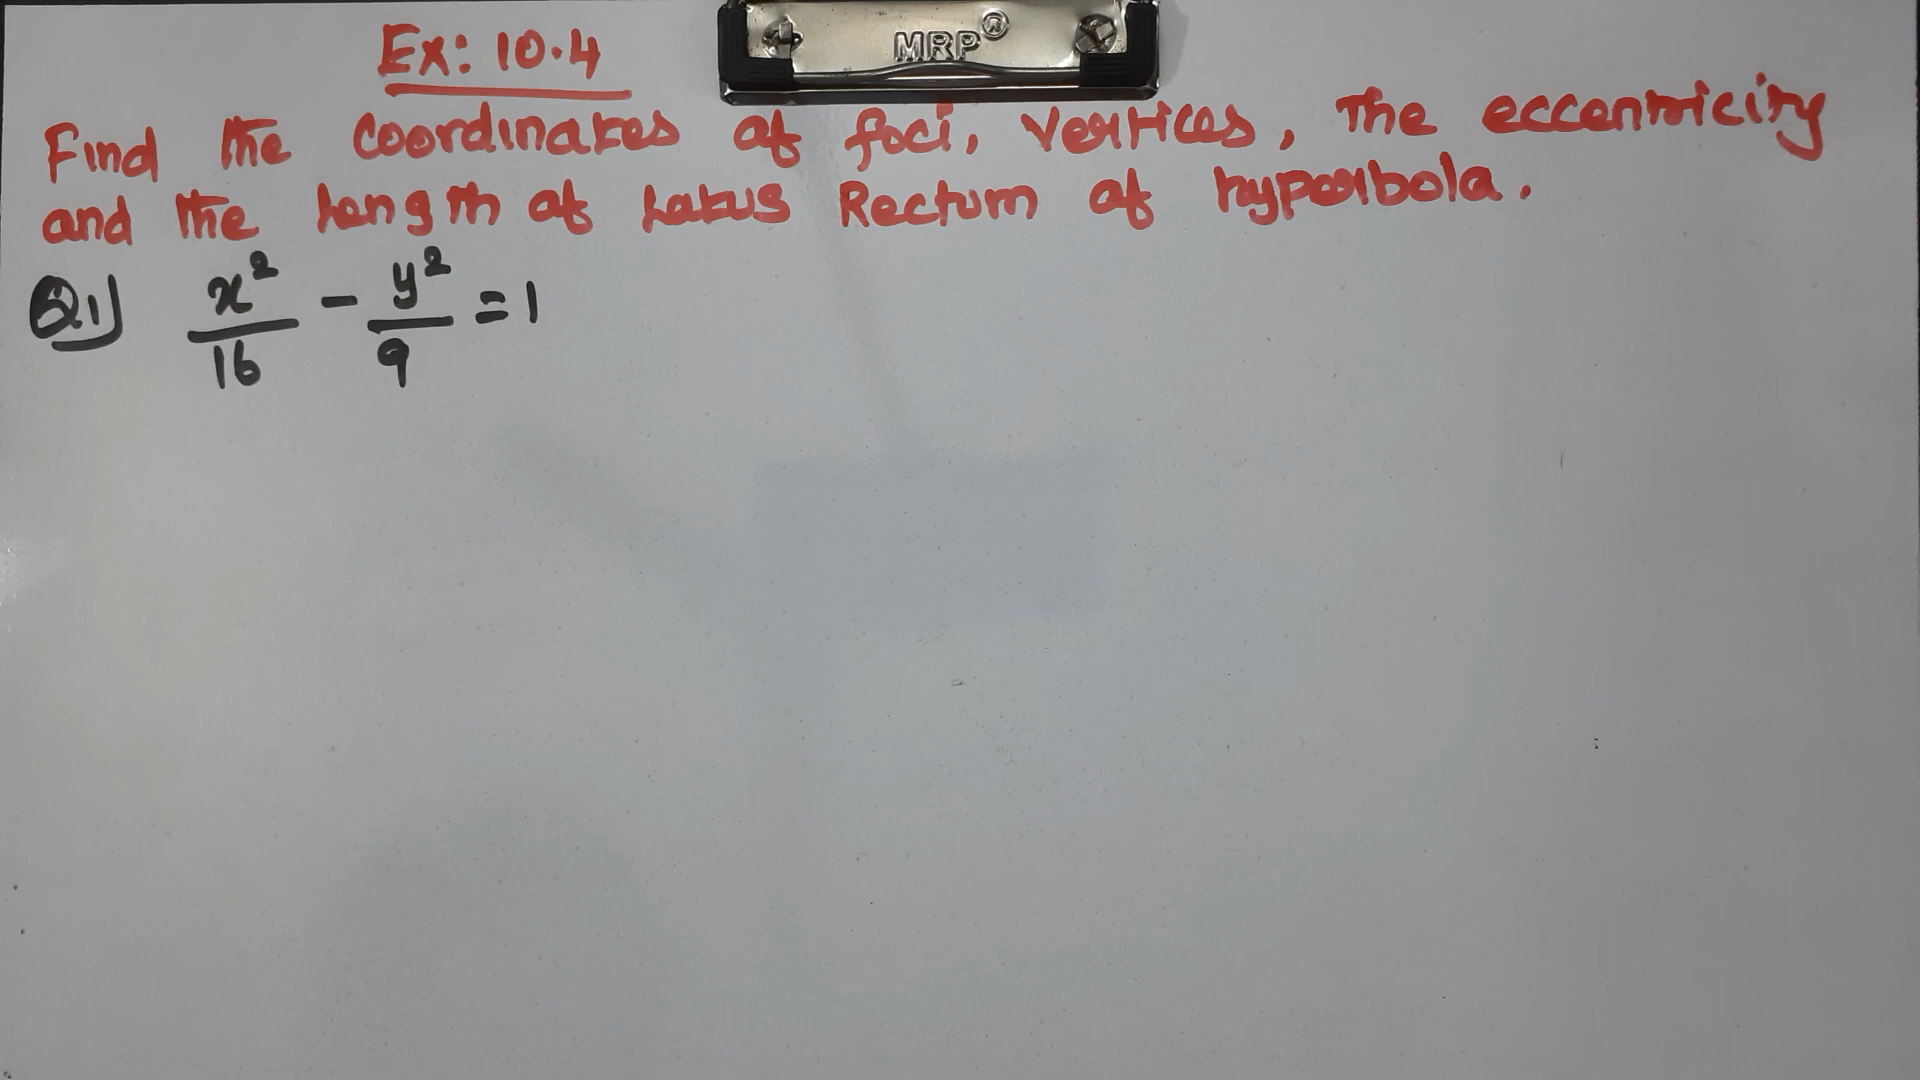 Ex: 10.4
MRP®
Find the coordinates of foci, vertices, The eccentricity
and the length of Latus Rectum of hyperbola.
Q1) x²/16 - y²/9 = 1